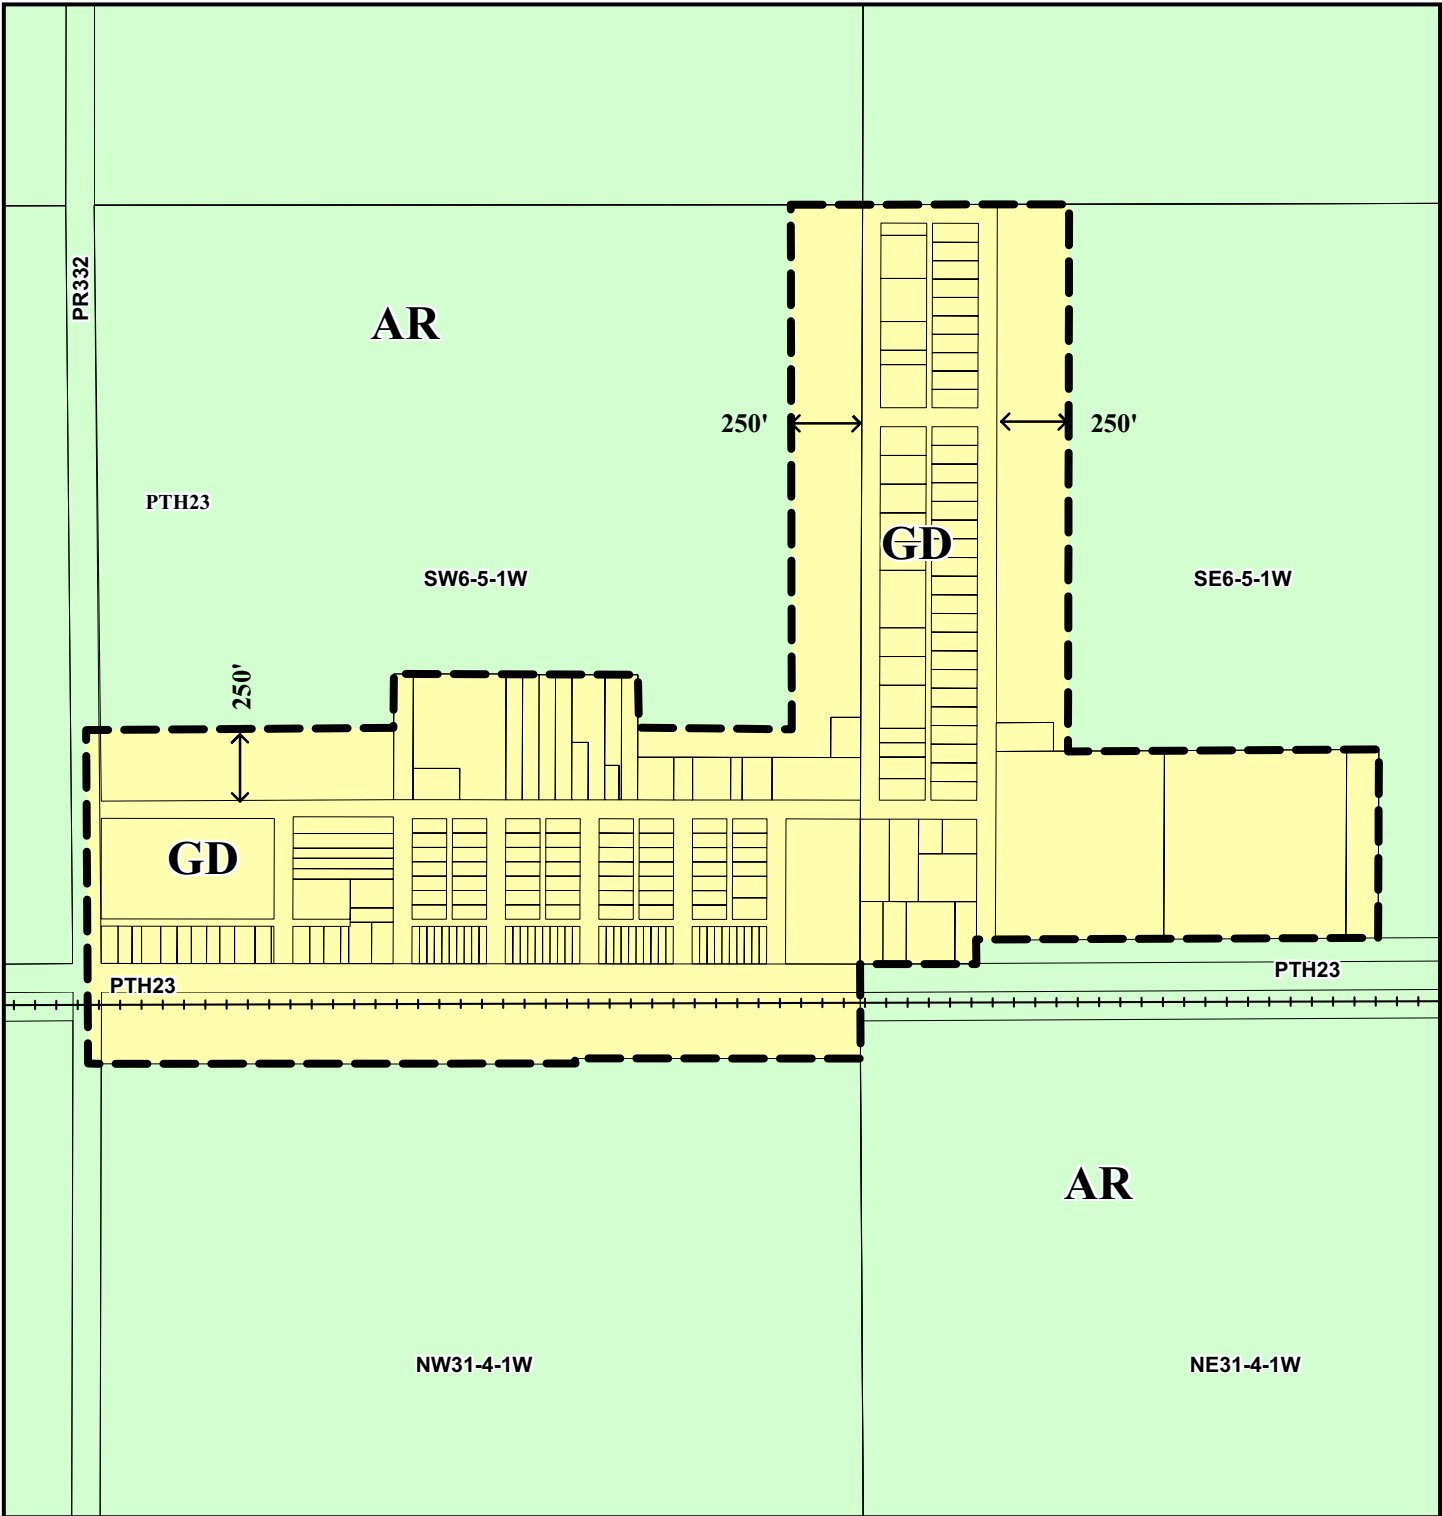 PR332
AR
250'
250'
PTH23
GD
SW6-5-1W
SE6-5-1W
250'
GD
PTH23
PTH23
AR
NW31-4-1W
NE31-4-1W